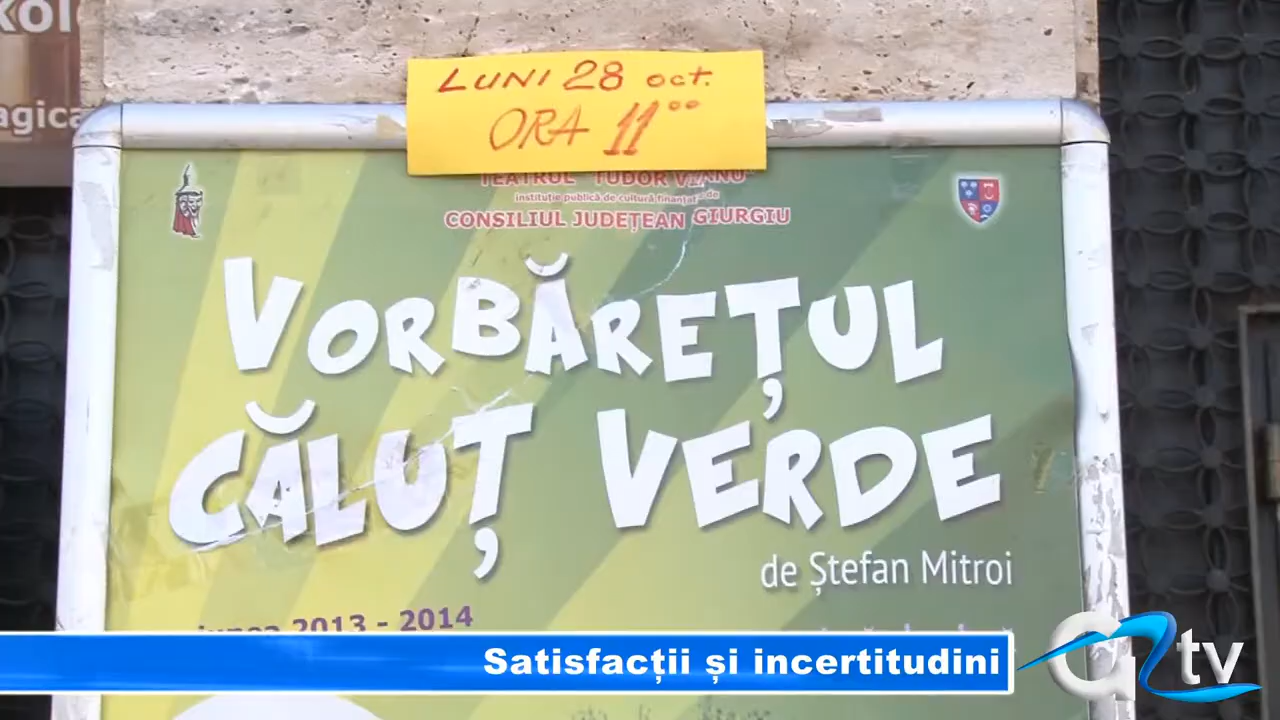 LUNI 28 oct.
ORA 11⁰⁰
TEATRUL "TUDOR VIANU"
instituție publică de cultură finanțat de
CONSILIUL JUDEȚEAN GIURGIU
VORBĂREȚUL
CĂLUȚ VERDE
de Ștefan Mitroi
2013 - 2014
Satisfacții și incertitudini
tv